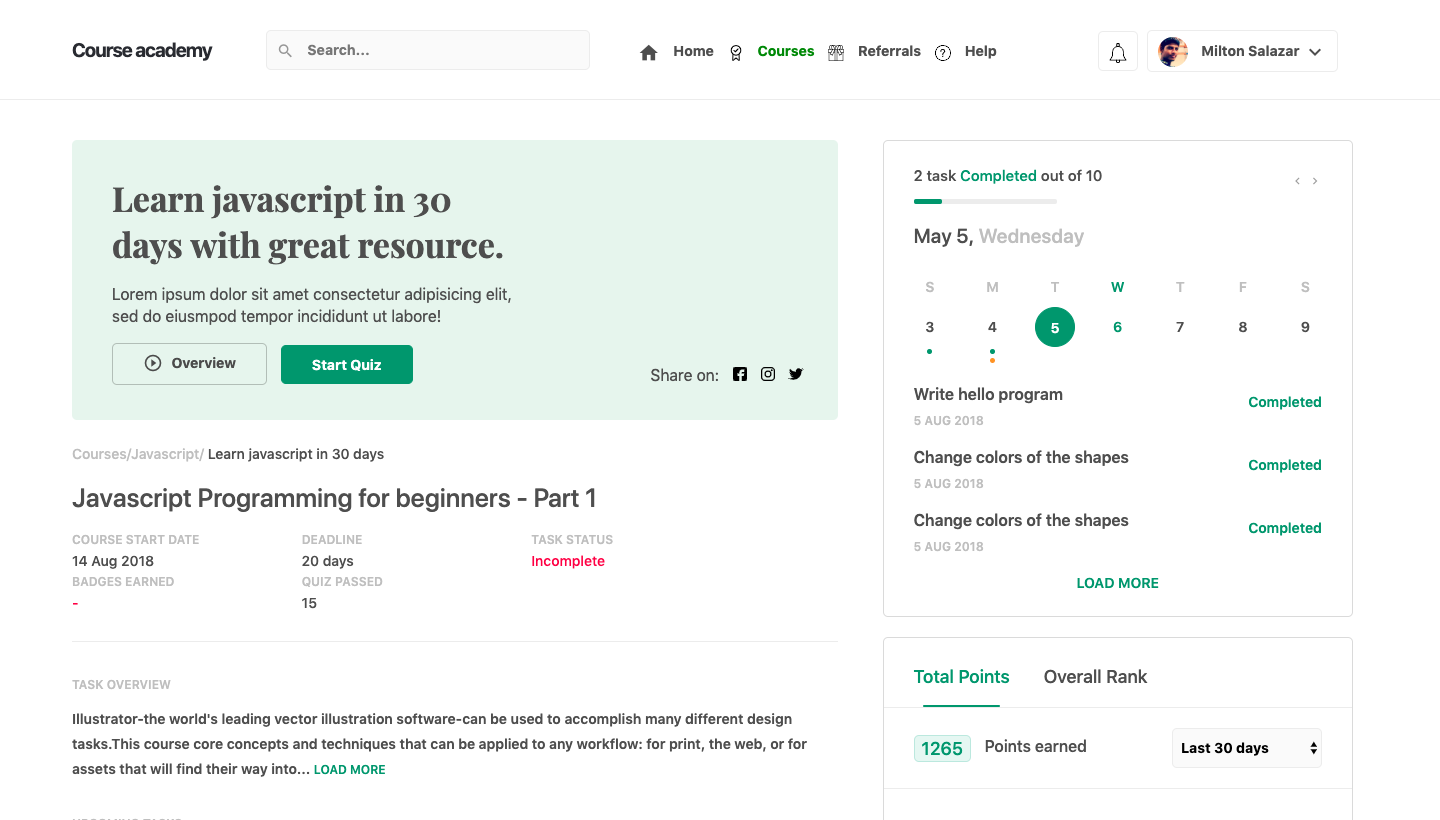 Course academy
Search...
Home
Courses
Referrals
Help
Milton Salazar
Learn javascript in 30
days with great resource.
Lorem ipsum dolor sit amet consectetur adipisicing elit,
sed do eiusmpod tempor incididunt ut labore!
Overview
Start Quiz
Share on:
Courses/Javascript/ Learn javascript in 30 days
Javascript Programming for beginners - Part 1
COURSE START DATE
14 Aug 2018
DEADLINE
20 days
TASK STATUS
Incomplete
BADGES EARNED
-
QUIZ PASSED
15
TASK OVERVIEW
Illustrator-the world's leading vector illustration software-can be used to accomplish many different design
tasks.This course core concepts and techniques that can be applied to any workflow: for print, the web, or for
assets that will find their way into... LOAD MORE
2 task Completed out of 10
May 5, Wednesday
S M T W T F S
3 4 5 6 7 8 9
Write hello program
5 AUG 2018
Completed
Change colors of the shapes
5 AUG 2018
Completed
Change colors of the shapes
5 AUG 2018
Completed
LOAD MORE
Total Points
Overall Rank
1265 Points earned
Last 30 days